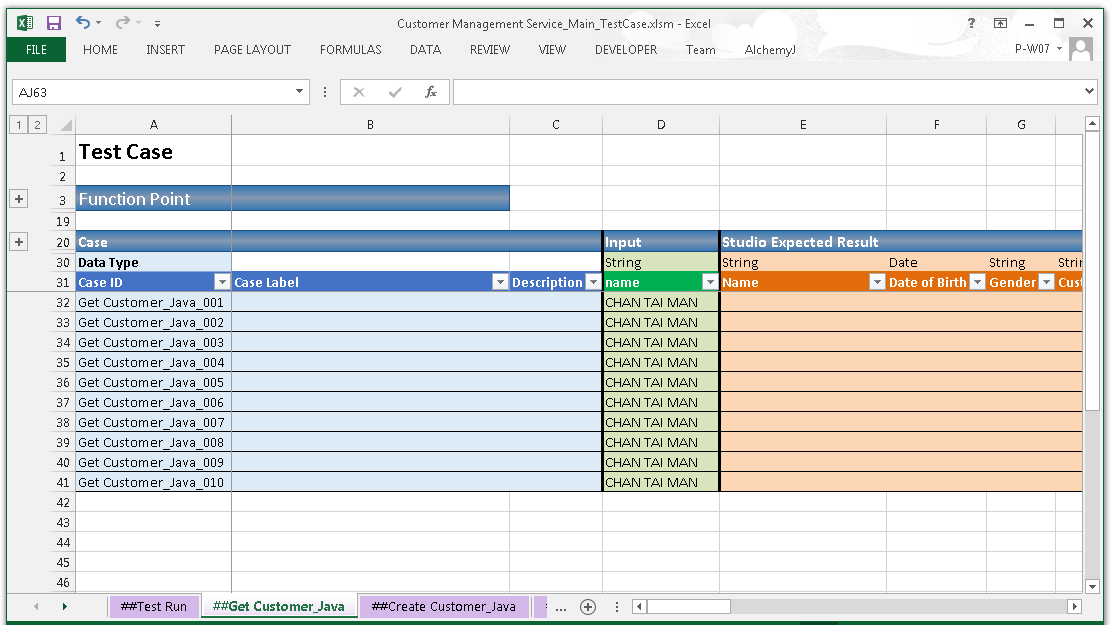 Customer Management Service_Main_TestCase.xlsm - Excel
?
FILE HOME INSERT PAGE LAYOUT FORMULAS DATA REVIEW VIEW DEVELOPER Team AlchemyJ P-W07
AJ63 fx
1 2 A B C D E F G
1 Test Case
2
3 Function Point
19
20 Case Input Studio Expected Result
30 Data Type String String Date String
31 Case ID Case Label Description name Name Date of Birth Gender
32 Get Customer_Java_001 CHAN TAI MAN
33 Get Customer_Java_002 CHAN TAI MAN
34 Get Customer_Java_003 CHAN TAI MAN
35 Get Customer_Java_004 CHAN TAI MAN
36 Get Customer_Java_005 CHAN TAI MAN
37 Get Customer_Java_006 CHAN TAI MAN
38 Get Customer_Java_007 CHAN TAI MAN
39 Get Customer_Java_008 CHAN TAI MAN
40 Get Customer_Java_009 CHAN TAI MAN
41 Get Customer_Java_010 CHAN TAI MAN
42
43
44
45
46
##Test Run ##Get Customer_Java ##Create Customer_Java ...